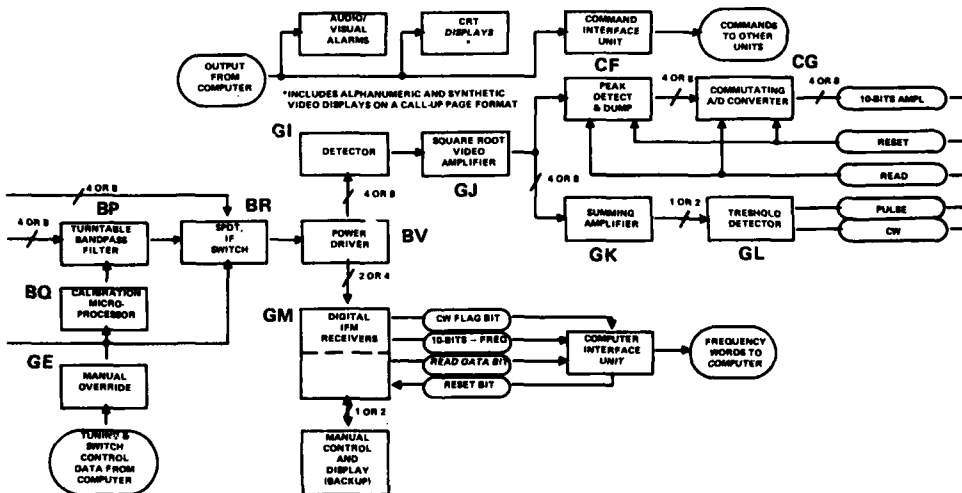 AUDIO/
VISUAL
ALARMS
CRT
DISPLAYS
*
COMMAND
INTERFACE
UNIT
COMMANDS
TO OTHER
UNITS
OUTPUT
FROM
COMPUTER
CF
CG
*INCLUDES ALPHANUMERIC AND SYNTHETIC
VIDEO DISPLAYS ON A CALL-UP PAGE FORMAT
PEAK
DETECT
& DUMP
4 OR 8
COMMUTATING
A/D CONVERTER
4 OR 8
10-BITS AMPL
GI
DETECTOR
SQUARE ROOT
VIDEO
AMPLIFIER
GJ
RESET
READ
4 OR 8
4 OR 8
4 OR 8
BP
BR
4 OR 8
TURNTABLE
BANDPASS
FILTER
SPDT,
IF
SWITCH
POWER
DRIVER
BV
SUMMING
AMPLIFIER
GK
1 OR 2
TRESHOLD
DETECTOR
GL
PULSE
CW
2 OR 4
BQ
CALIBRATION
MICRO-
PROCESSOR
GM
DIGITAL
IFM
RECEIVERS
CW FLAG BIT
10-BITS - FREQ
READ DATA BIT
RESET BIT
COMPUTER
INTERFACE
UNIT
FREQUENCY
WORDS TO
COMPUTER
GE
MANUAL
OVERRIDE
1 OR 2
TUNING &
SWITCH
CONTROL
DATA FROM
COMPUTER
MANUAL
CONTROL
AND
DISPLAY
(BACKUP)